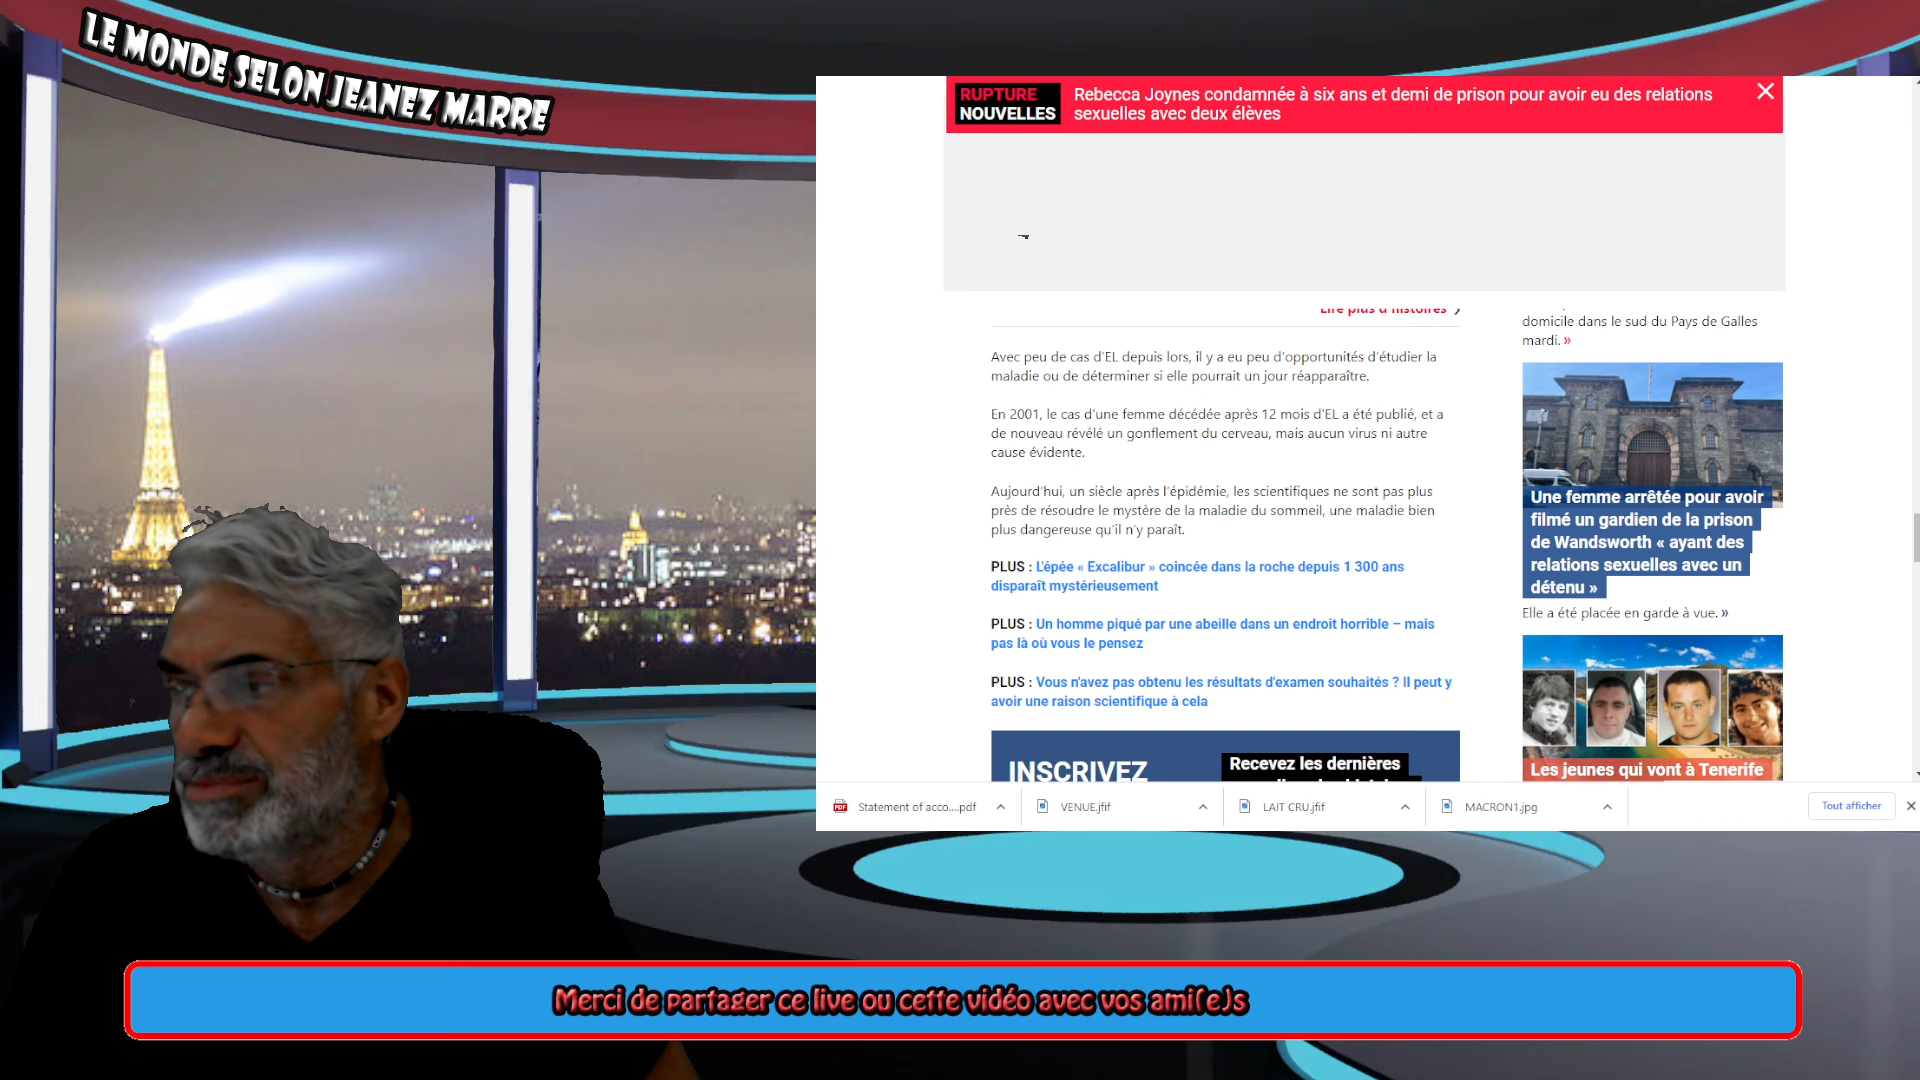 LE MONDE SELON JEANEZ MARRE
RUPTURE
NOUVELLES
Rebecca Joynes condamnée à six ans et demi de prison pour avoir eu des relations
sexuelles avec deux élèves
Lire plus d'histoires
Avec peu de cas d'EL depuis lors, il y a eu peu d'opportunités d'étudier la
maladie ou de déterminer si elle pourrait un jour réapparaître.
En 2001, le cas d'une femme décédée après 12 mois d'EL a été publié, et a
de nouveau révélé un gonflement du cerveau, mais aucun virus ni autre
cause évidente.
Aujourd'hui, un siècle après l'épidémie, les scientifiques ne sont pas plus
près de résoudre le mystère de la maladie du sommeil, une maladie bien
plus dangereuse qu'il n'y paraît.
PLUS : L'épée « Excalibur » coincée dans la roche depuis 1 300 ans
disparaît mystérieusement
PLUS : Un homme piqué par une abeille dans un endroit horrible – mais
pas là où vous le pensez
PLUS : Vous n'avez pas obtenu les résultats d'examen souhaités ? Il peut y
avoir une raison scientifique à cela
INSCRIVEZ
Recevez les dernières
domicile dans le sud du Pays de Galles
mardi. »
Une femme arrêtée pour avoir
filmé un gardien de la prison
de Wandsworth « ayant des
relations sexuelles avec un
détenu »
Elle a été placée en garde à vue. »
Les jeunes qui vont à Tenerife
Statement of acco....pdf
VENUE.jfif
LAIT CRU.jfif
MACRON1.jpg
Tout afficher
Merci de partager ce live ou cette vidéo avec vos ami(e)s